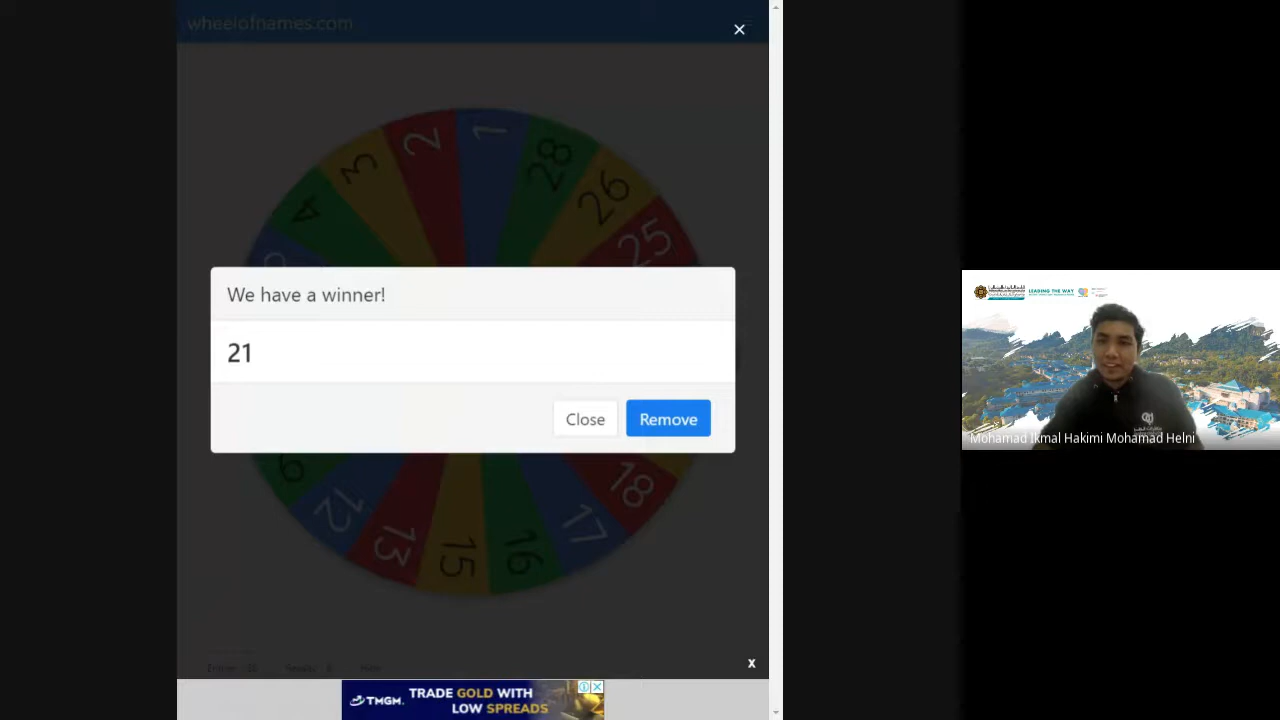 wheelofnames.com
2
1
28
3
26
4
25
We have a winner!
21
Close
Remove
9
18
12
17
13
15
16
x
TMGM.
TRADE GOLD WITH
LOW SPREADS
LEADING THE WAY
Mohamad Ikmal Hakimi Mohamad Helni